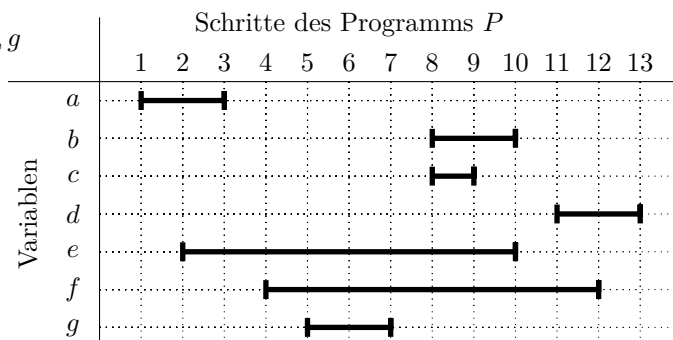 Schritte des Programms P
, g
1 2 3 4 5 6 7 8 9 10 11 12 13
a
b
c
d
e
f
g
Variablen